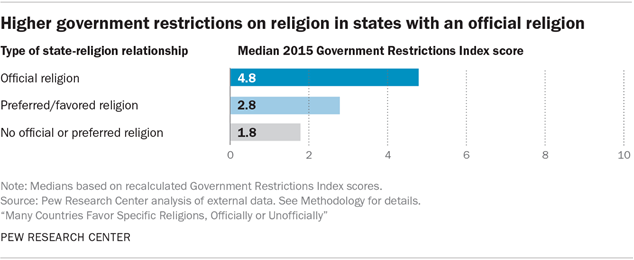 Higher government restrictions on religion in states with an official religion
Type of state-religion relationship
Median 2015 Government Restrictions Index score
Official religion
4.8
Preferred/favored religion
2.8
No official or preferred religion
1.8
0 2 4 6 8 10
Note: Medians based on recalculated Government Restrictions Index scores.
Source: Pew Research Center analysis of external data. See Methodology for details.
“Many Countries Favor Specific Religions, Officially or Unofficially”
PEW RESEARCH CENTER